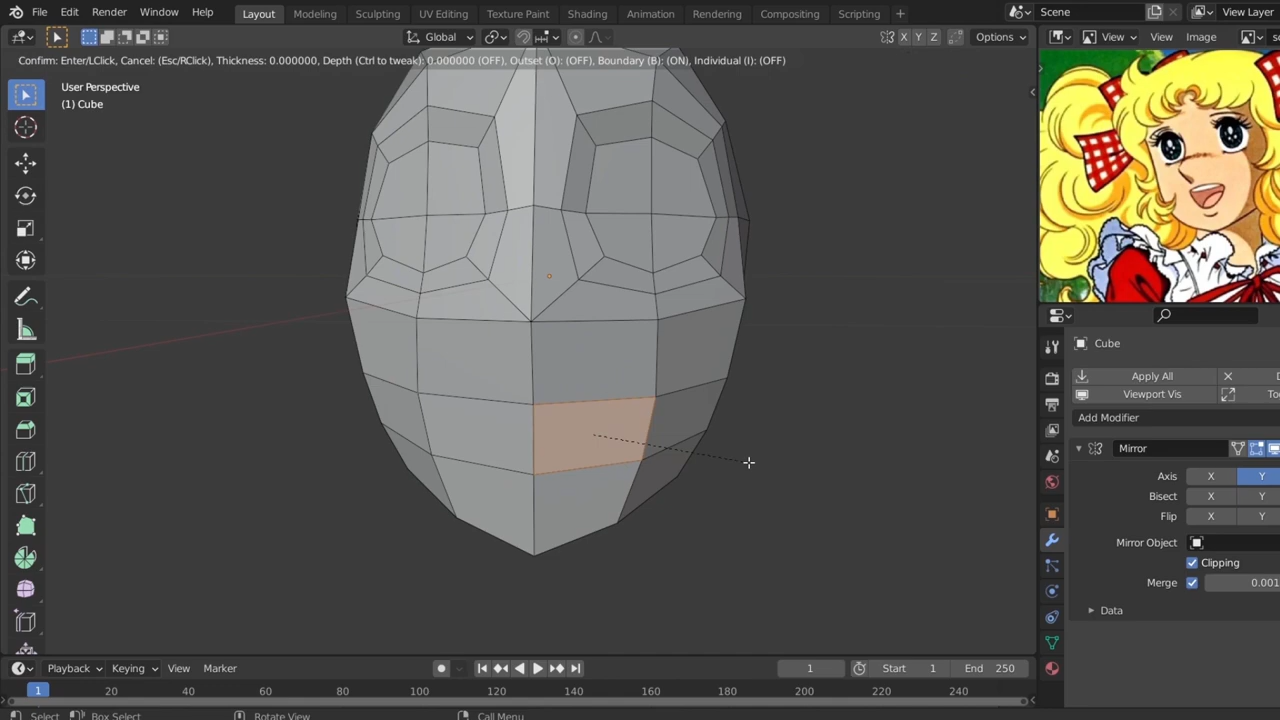 File Edit Render Window Help Layout Modeling Sculpting UV Editing Texture Paint Shading Animation Rendering Compositing Scripting + Scene View Layer
Global X Y Z Options View View Image
Confirm: Enter/LClick, Cancel: (Esc/RClick), Thickness: 0.000000, Depth (Ctrl to tweak): 0.000000 (OFF), Outset (O): (OFF), Boundary (B): (ON), Individual (I): (OFF)
User Perspective
(1) Cube
Cube
Apply All
Viewport Vis
Add Modifier
Mirror
Axis X Y
Bisect X Y
Flip X Y
Mirror Object
Clipping
Merge 0.001
Data
Playback Keying View Marker 1 Start 1 End 250
1 20 40 60 80 100 120 140 160 180 200 220 240
Select Box Select Rotate View Call Menu